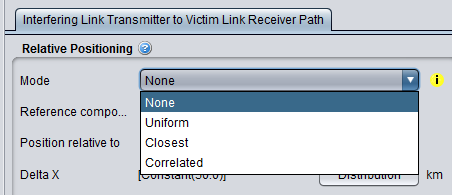 Interfering Link Transmitter to Victim Link Receiver Path
Relative Positioning ?
Mode None i
None
Reference compo...
Uniform
Position relative to
Closest
Correlated
Delta X [Constant(50.0)] Distribution km